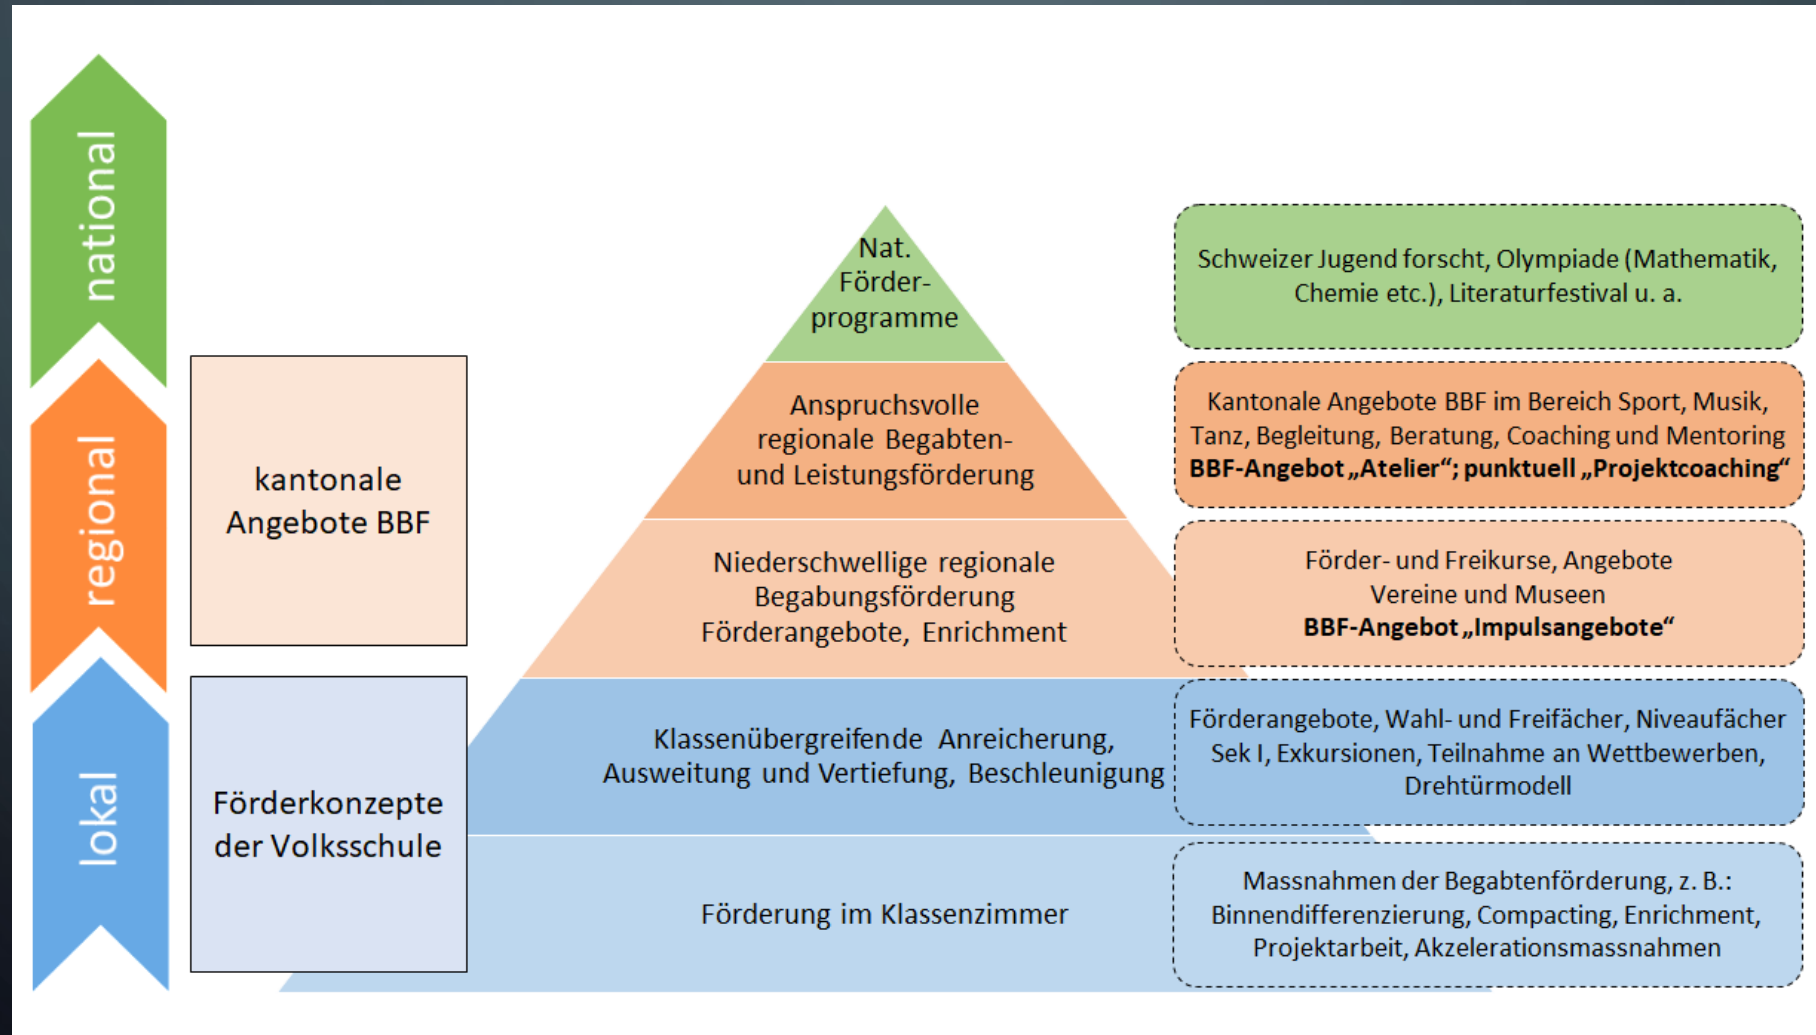 national
regional
lokal
kantonale
Angebote BBF
Förderkonzepte
der Volksschule
Nat.
Förder-
programme
Anspruchsvolle
regionale Begabten-
und Leistungsförderung
Niederschwellige regionale
Begabungsförderung
Förderangebote, Enrichment
Klassenübergreifende Anreicherung,
Ausweitung und Vertiefung, Beschleunigung
Förderung im Klassenzimmer
Schweizer Jugend forscht, Olympiade (Mathematik,
Chemie etc.), Literaturfestival u. a.
Kantonale Angebote BBF im Bereich Sport, Musik,
Tanz, Begleitung, Beratung, Coaching und Mentoring
BBF-Angebot „Atelier“; punktuell „Projektcoaching“
Förder- und Freikurse, Angebote
Vereine und Museen
BBF-Angebot „Impulsangebote“
Förderangebote, Wahl- und Freifächer, Niveaufächer
Sek I, Exkursionen, Teilnahme an Wettbewerben,
Drehtürmodell
Massnahmen der Begabtenförderung, z. B.:
Binnendifferenzierung, Compacting, Enrichment,
Projektarbeit, Akzelerationsmassnahmen